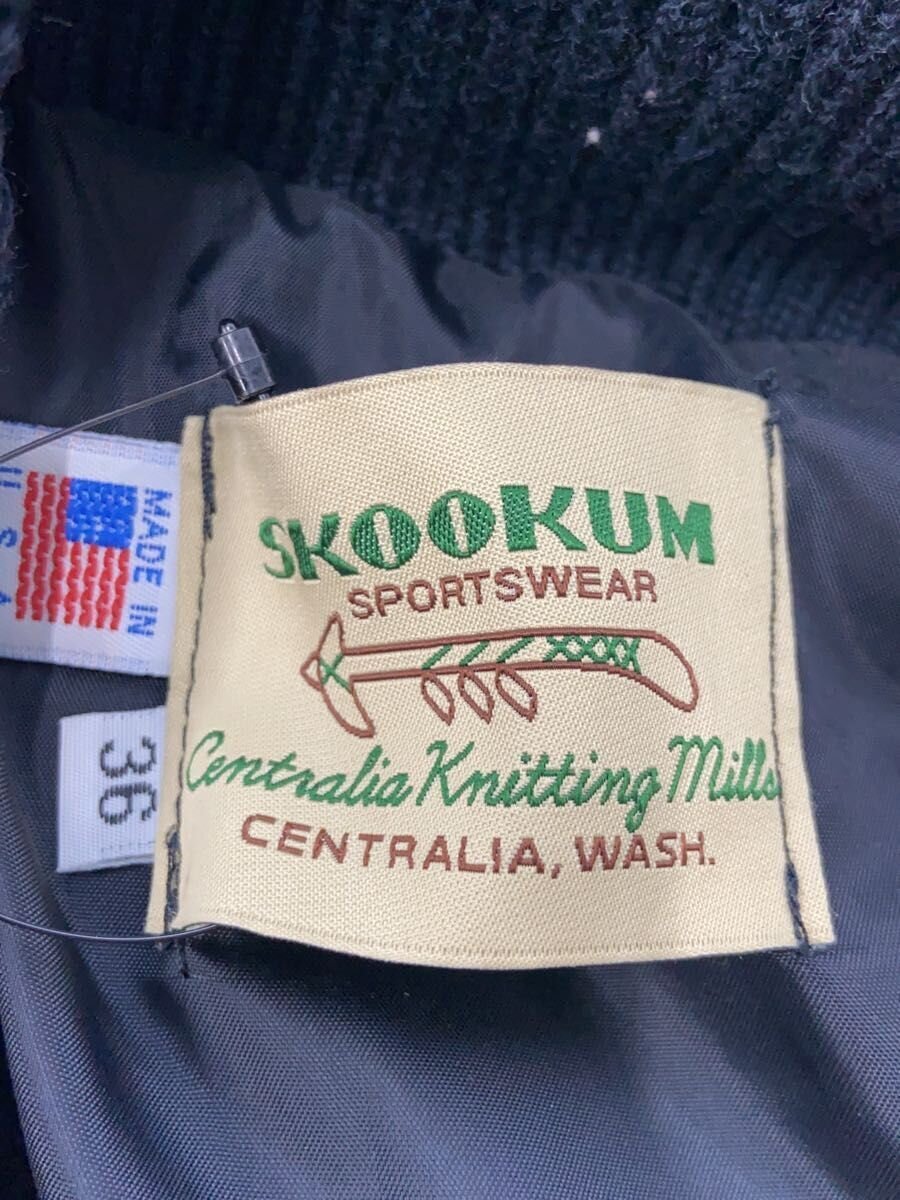 SKOOKUM
SPORTSWEAR
Centralia Knitting Mills
CENTRALIA, WASH.
MADE IN
U S A
36